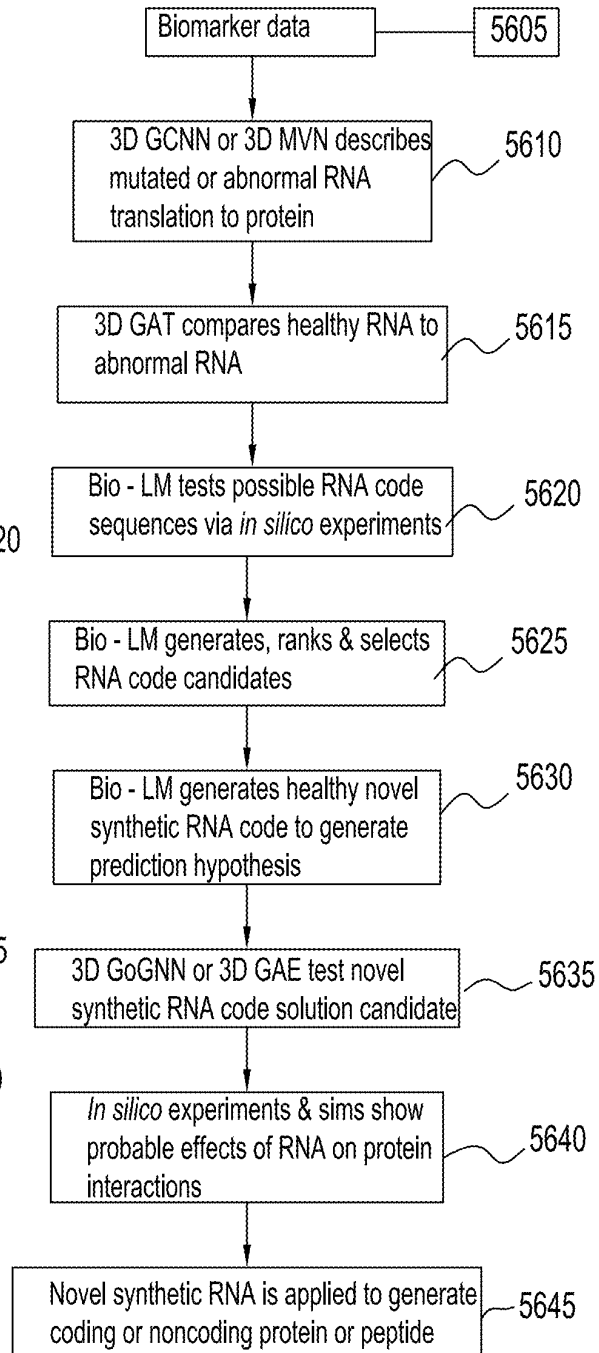 Biomarker data
5605
3D GCNN or 3D MVN describes
mutated or abnormal RNA
translation to protein
5610
3D GAT compares healthy RNA to
abnormal RNA
5615
Bio - LM tests possible RNA code
sequences via in silico experiments
5620
20
Bio - LM generates, ranks & selects
RNA code candidates
5625
Bio - LM generates healthy novel
synthetic RNA code to generate
prediction hypothesis
5630
3D GoGNN or 3D GAE test novel
synthetic RNA code solution candidate
5635
In silico experiments & sims show
probable effects of RNA on protein
interactions
5640
Novel synthetic RNA is applied to generate
coding or noncoding protein or peptide
5645